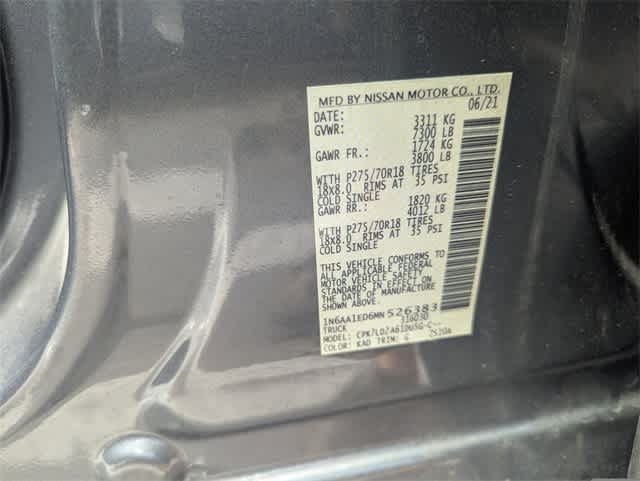 MFD BY NISSAN MOTOR CO., LTD.
DATE: 06/21
GVWR: 3311 KG
7300 LB
GAWR FR.: 1724 KG
3800 LB
WITH P275/70R18 TIRES
18X8.0 RIMS AT 35 PSI
COLD SINGLE
GAWR RR.: 1820 KG
4012 LB
WITH P275/70R18 TIRES
18X8.0 RIMS AT 35 PSI
COLD SINGLE
THIS VEHICLE CONFORMS TO
ALL APPLICABLE FEDERAL
MOTOR VEHICLE SAFETY
STANDARDS IN EFFECT ON
THE DATE OF MANUFACTURE
SHOWN ABOVE.
1N6AA1ED6MN526383
TRUCK
MODEL:
COLOR: KAD TRIM: G